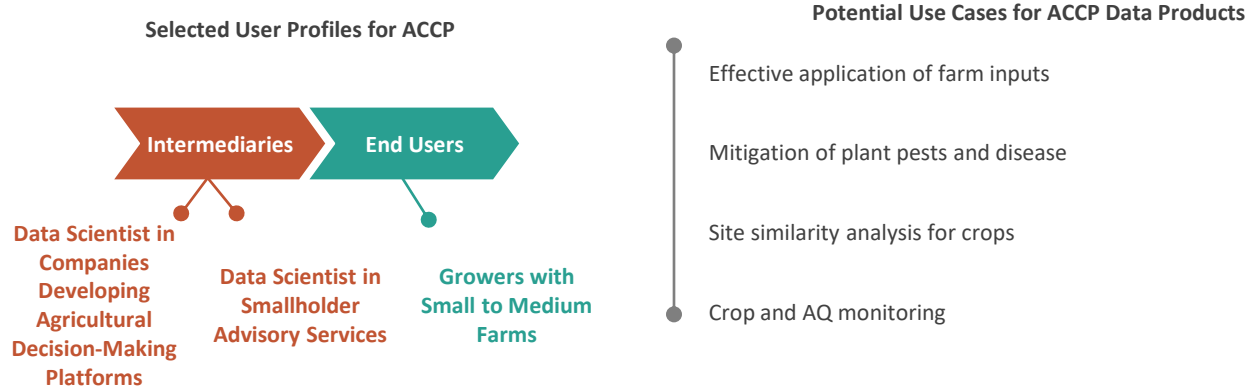 Selected User Profiles for ACCP
Intermediaries
End Users
Data Scientist in
Companies
Developing
Agricultural
Decision-Making
Platforms
Data Scientist in
Smallholder
Advisory Services
Growers with
Small to Medium
Farms
Potential Use Cases for ACCP Data Products
Effective application of farm inputs
Mitigation of plant pests and disease
Site similarity analysis for crops
Crop and AQ monitoring